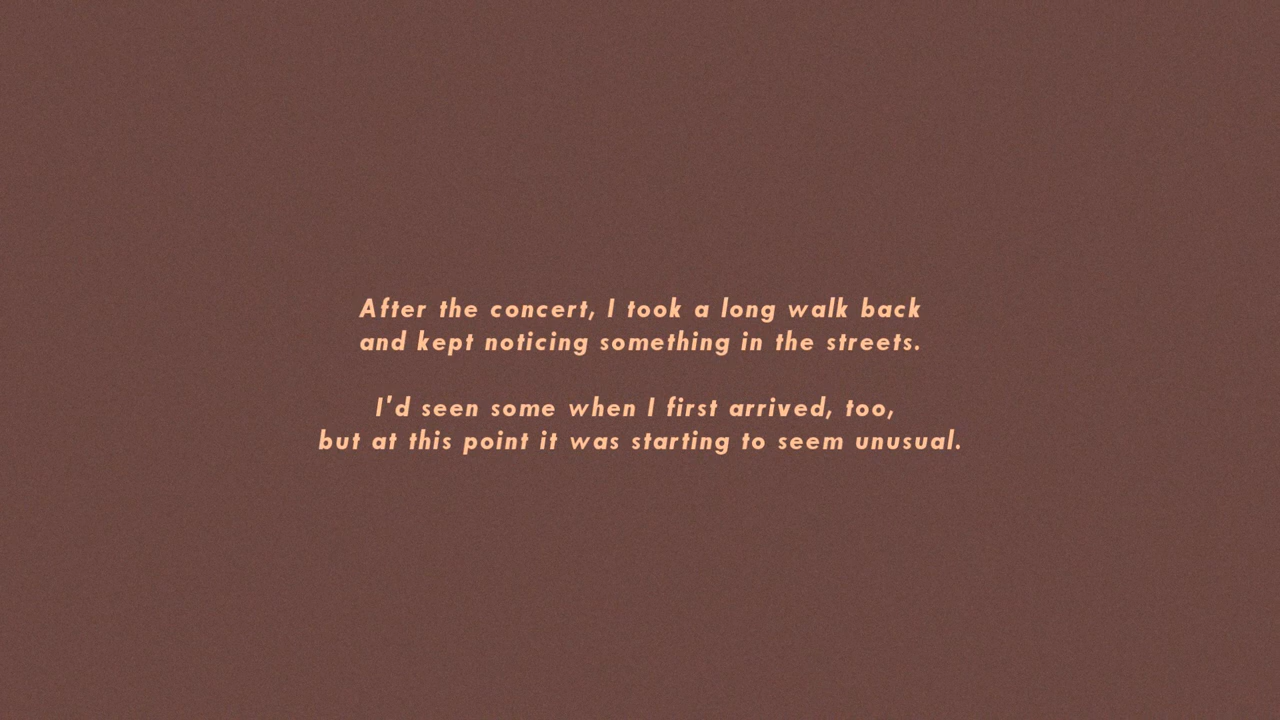 After the concert, I took a long walk back
and kept noticing something in the streets.
I'd seen some when I first arrived, too,
but at this point it was starting to seem unusual.